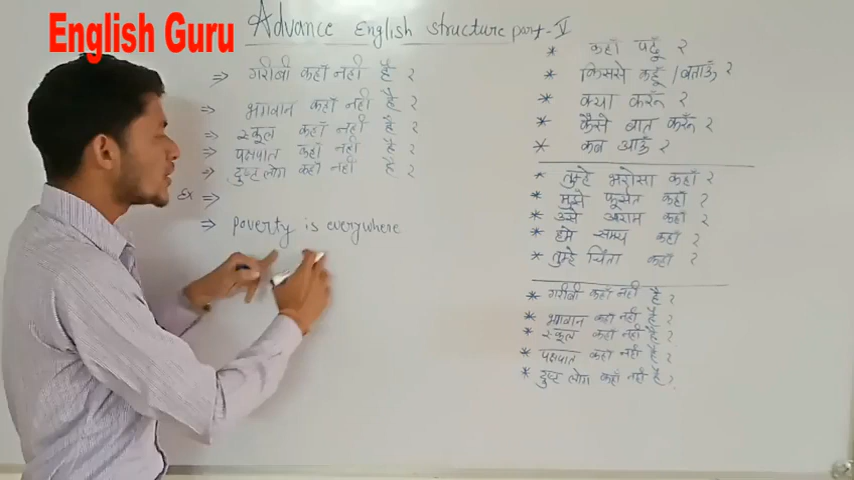 English Guru
Advance English structure part-V
⇒ गरीबी कहाँ नहीं है ?
⇒ भगवान कहाँ नहीं है ?
⇒ स्कूल कहाँ नहीं है ?
⇒ पक्षपात कहाँ नहीं है ?
⇒ दुष्ट लोग कहाँ नहीं है ?
Ex ⇒
⇒ poverty is everywhere
* कहाँ पढूँ ?
* किससे कहूँ / बताऊँ ?
* क्या करूँ ?
* कैसे बात करूँ ?
* कब आऊँ ?
* तुम्हे भरोसा कहाँ ?
* मुझे फुर्सत कहाँ ?
* उसे आराम कहाँ ?
* हमे समय कहाँ ?
* तुम्हे चिंता कहाँ ?
* गरीबी कहाँ नहीं है ?
* भगवान कहाँ नहीं है ?
* स्कूल कहाँ नहीं है ?
* पक्षपात कहाँ नहीं है ?
* दुष्ट लोग कहाँ नहीं है ?